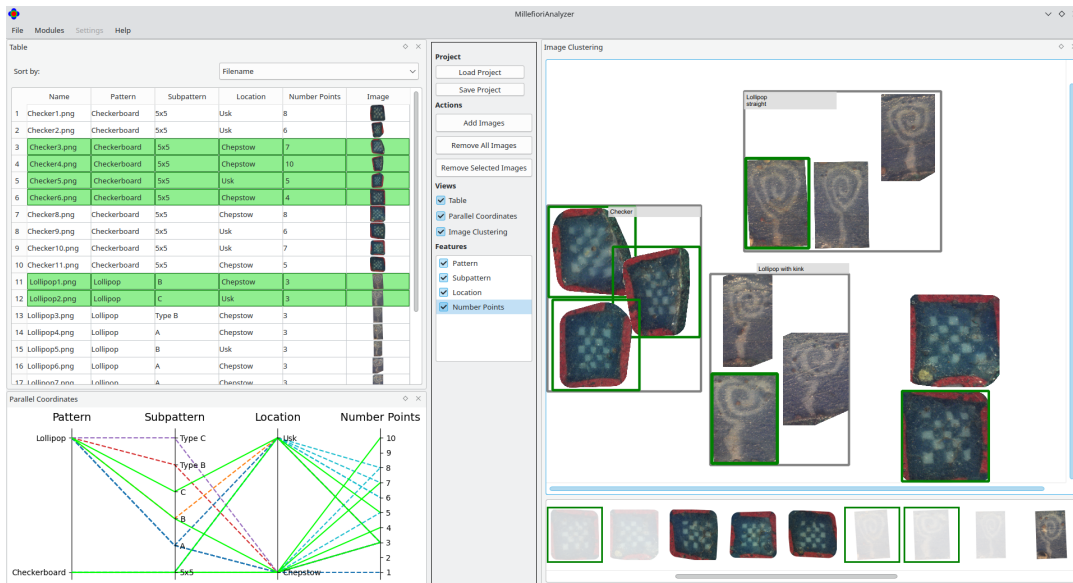 MillefioriAnalyzer
File Modules Settings Help
Table
Sort by: Filename
Name Pattern Subpattern Location Number Points Image
1 Checker1.png Checkerboard 5x5 Usk 8
2 Checker2.png Checkerboard 5x5 Usk 6
3 Checker3.png Checkerboard 5x5 Chepstow 7
4 Checker4.png Checkerboard 5x5 Chepstow 10
5 Checker5.png Checkerboard 5x5 Usk 5
6 Checker6.png Checkerboard 5x5 Chepstow 4
7 Checker8.png Checkerboard 5x5 Chepstow 8
8 Checker9.png Checkerboard 5x5 Chepstow 6
9 Checker10.png Checkerboard 5x5 Chepstow 7
10 Checker11.png Checkerboard 5x5 Chepstow 5
11 Lollipop1.png Lollipop B Chepstow 3
12 Lollipop2.png Lollipop C Usk 3
13 Lollipop3.png Lollipop Type B Chepstow 3
14 Lollipop4.png Lollipop A Chepstow 3
15 Lollipop5.png Lollipop B Usk 3
16 Lollipop6.png Lollipop A Chepstow 3
17 Lollipop7.png Lollipop A Chepstow 3
Parallel Coordinates
Pattern Subpattern Location Number Points
Lollipop Type C Usk 10
9
8
Type B
7
C
6
5
B
4
A 3
2
Checkerboard 5x5 Chepstow 1
Project
Load Project
Save Project
Actions
Add Images
Remove All Images
Remove Selected Images
Views
Table
Parallel Coordinates
Image Clustering
Features
Pattern
Subpattern
Location
Number Points
Image Clustering
Lollipop
straight
Checker
Lollipop with kink